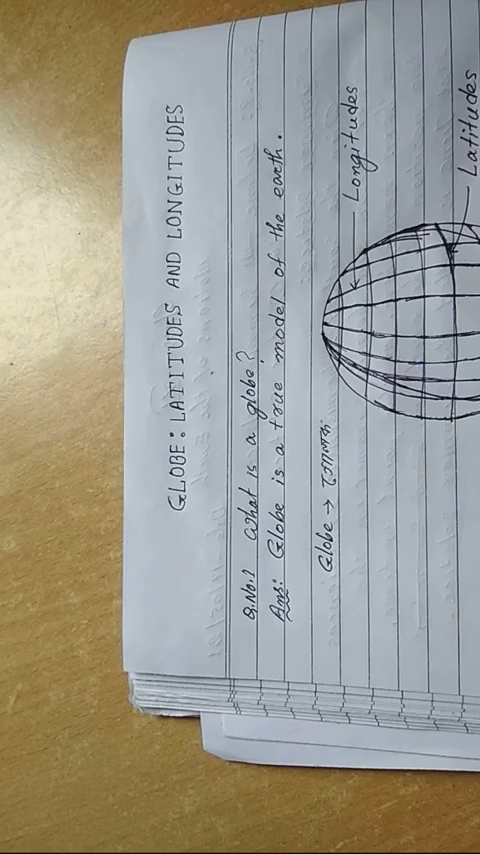 GLOBE: LATITUDES AND LONGITUDES
Q.No.1 What is a globe?
Ans: Globe is a true model of the earth.
Globe → গোলক
Longitudes
Latitudes